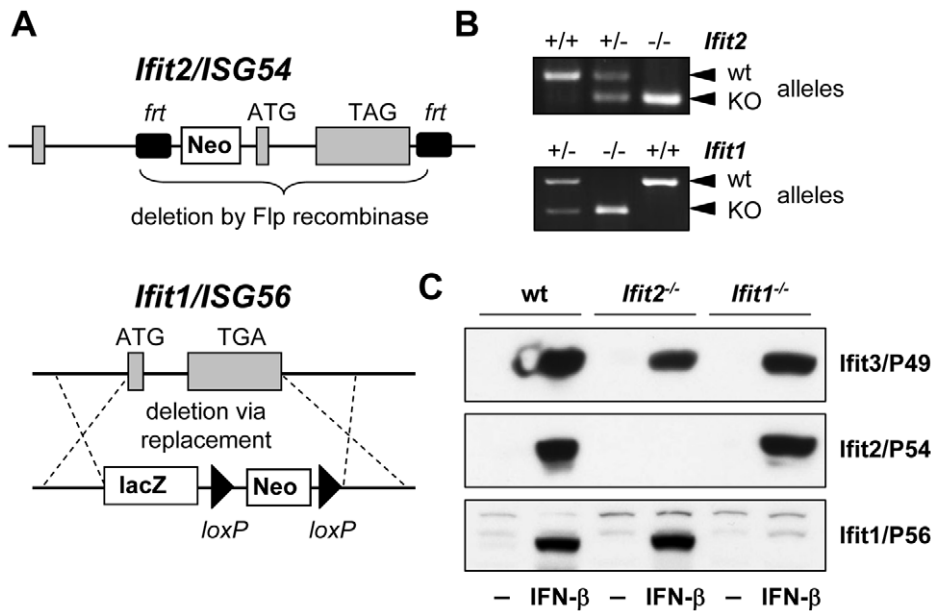 A
Ifit2/ISG54
frt
ATG
TAG
frt
Neo
deletion by Flp recombinase
Ifit1/ISG56
ATG
TGA
deletion via
replacement
lacZ
Neo
loxP
loxP
B
+/+ +/- -/- Ifit2
wt
KO
alleles
+/- -/- +/+ Ifit1
wt
KO
alleles
C
wt Ifit2-/- Ifit1-/-
Ifit3/P49
Ifit2/P54
Ifit1/P56
– IFN-β – IFN-β – IFN-β